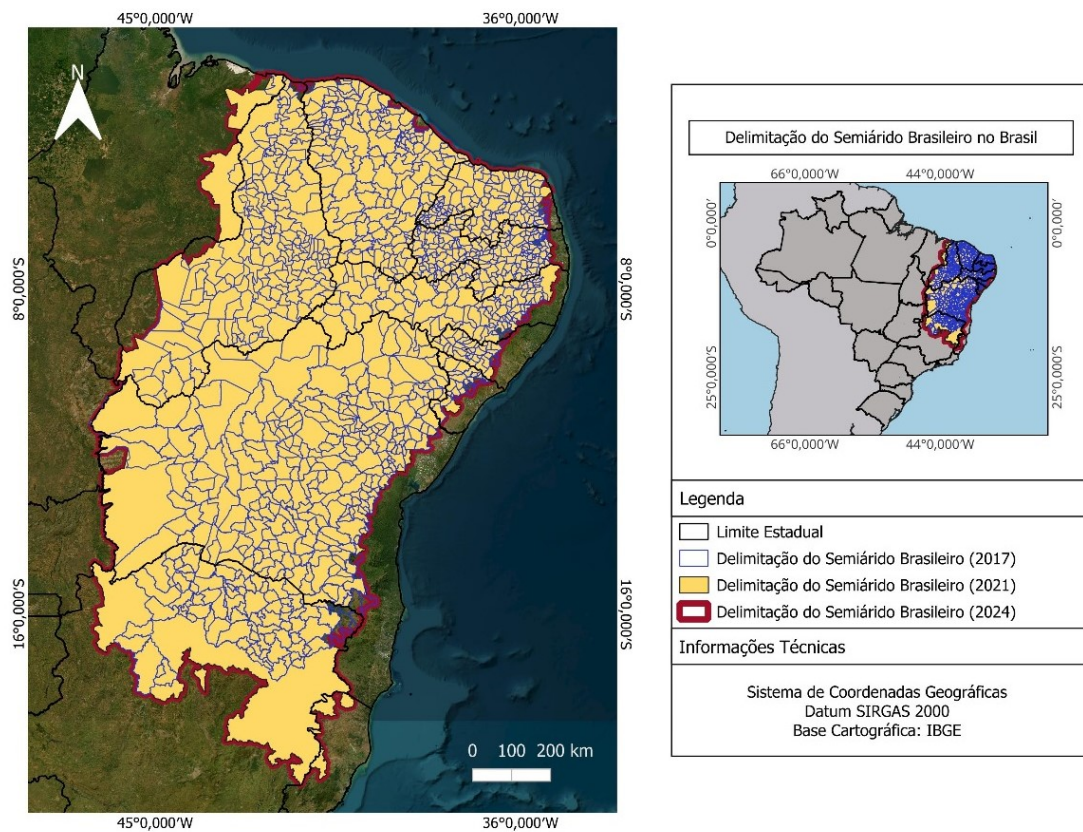 45°0,000′W
36°0,000′W
N
8°0,000′S
8°0,000′S
16°0,000′S
16°0,000′S
0 100 200 km
45°0,000′W
36°0,000′W
Delimitação do Semiárido Brasileiro no Brasil
66°0,000′W
44°0,000′W
0°0,000′
0°0,000′
25°0,000′S
25°0,000′S
66°0,000′W
44°0,000′W
Legenda
Limite Estadual
Delimitação do Semiárido Brasileiro (2017)
Delimitação do Semiárido Brasileiro (2021)
Delimitação do Semiárido Brasileiro (2024)
Informações Técnicas
Sistema de Coordenadas Geográficas
Datum SIRGAS 2000
Base Cartográfica: IBGE